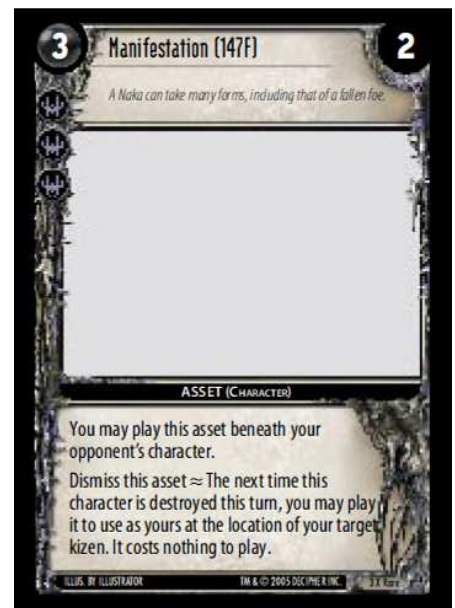 3
Manifestation (147F)
2
A Naka can take many forms, including that of a fallen foe.
ASSET (CHARACTER)
You may play this asset beneath your
opponent's character.
Dismiss this asset ≈ The next time this
character is destroyed this turn, you may play
it to use as yours at the location of your target
kizen. It costs nothing to play.
ILLUS. BY ILLUSTRATOR
TM & © 2005 DECIPHER INC.
Rare